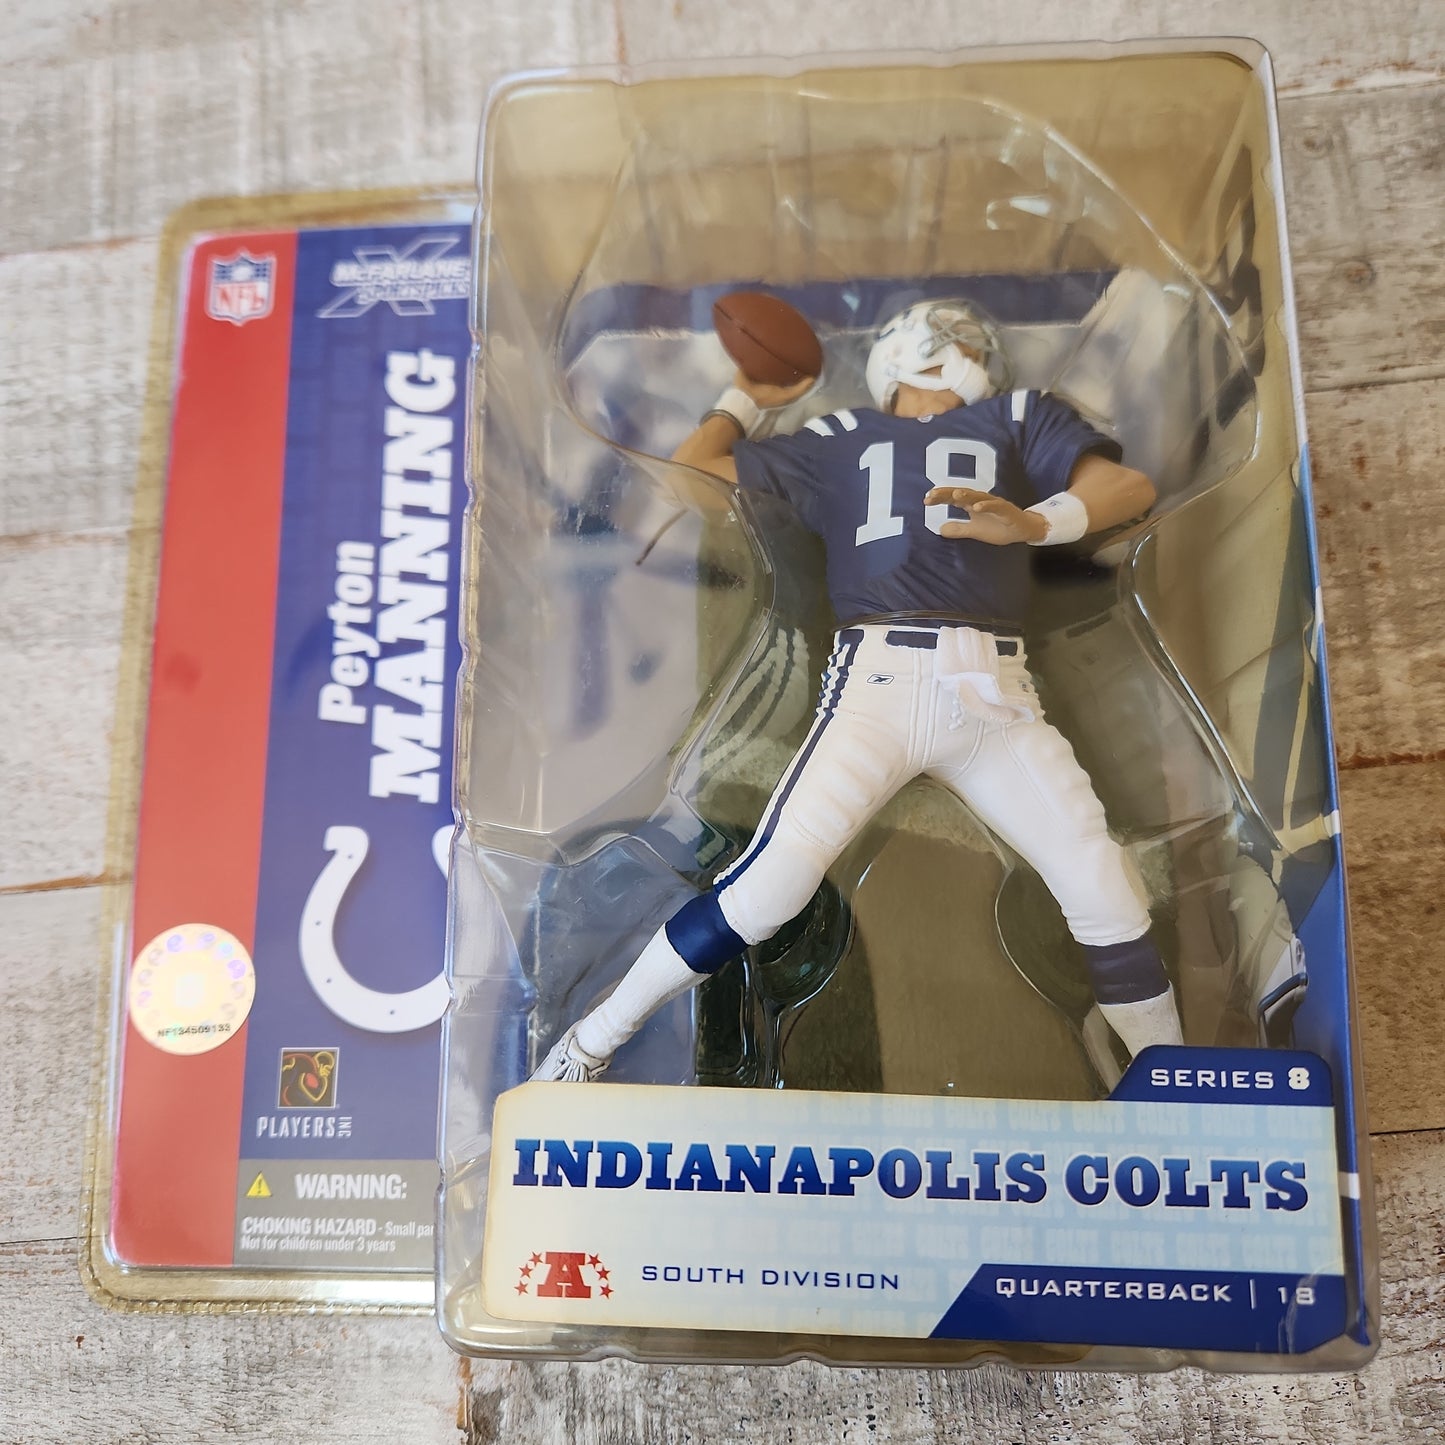 NFL
McFARLANE'S
SPORTSPICKS
Peyton
MANNING
NF134509133
PLAYERS INC
WARNING:
CHOKING HAZARD - Small par
Not for children under 3 years
18
SERIES 8
INDIANAPOLIS COLTS
A
SOUTH DIVISION
QUARTERBACK | 18